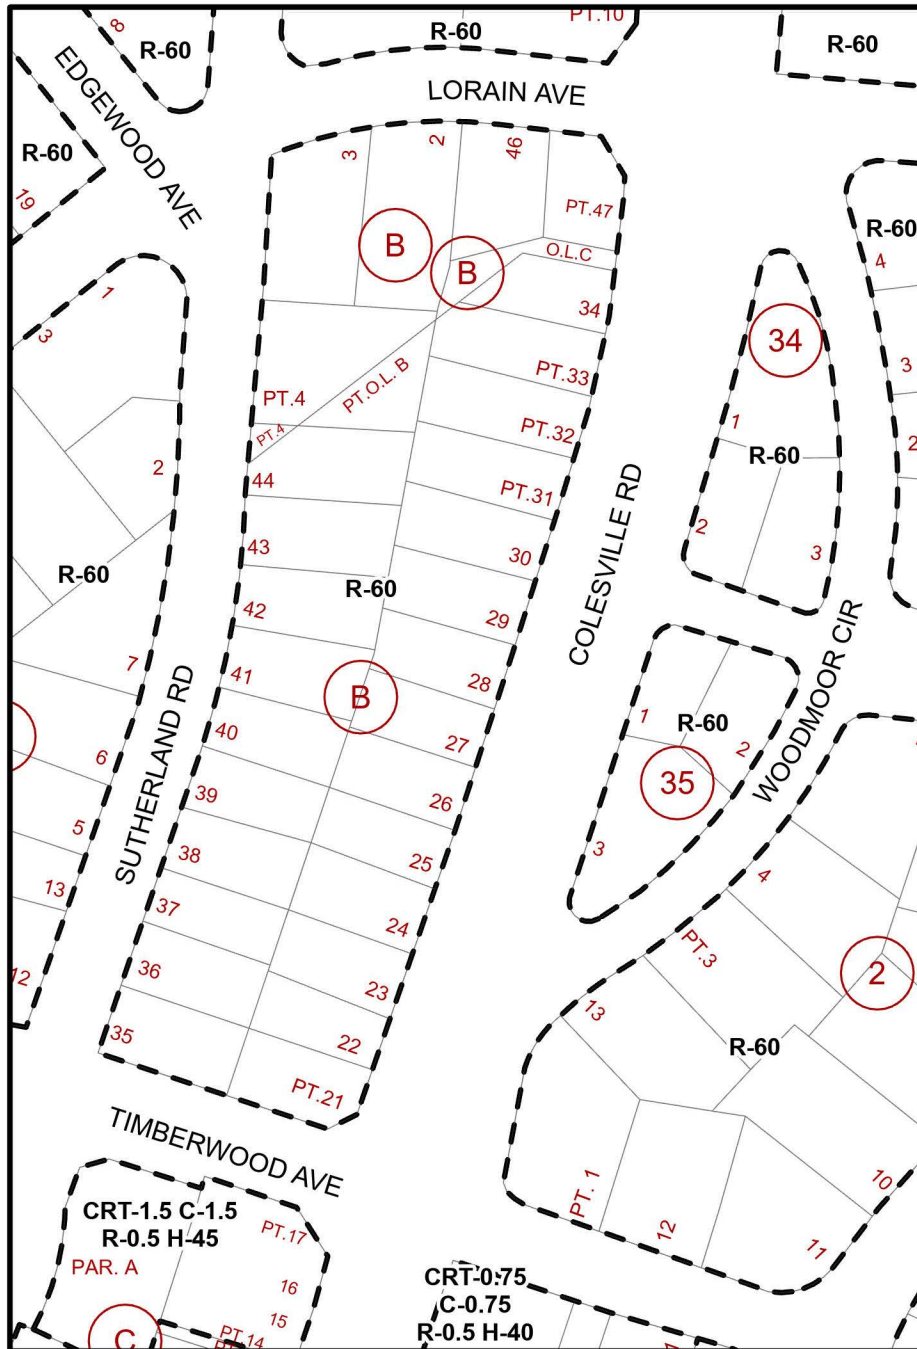 PT.10
8
R-60
R-60
R-60
EDGEWOOD AVE
LORAIN AVE
R-60
19
3
2
46
PT.47
R-60
4
B
B
O.L.C
34
1
3
34
3
PT.33
PT.4
PT.O.L. B
PT.4
PT.32
1
2
R-60
2
44
PT.31
2
3
43
30
R-60
R-60
COLESVILLE RD
42
29
WOODMOOR CIR
7
41
28
B
SUTHERLAND RD
1
R-60
2
40
27
6
35
39
26
5
38
25
3
4
13
37
24
PT.3
12
36
23
2
13
35
22
R-60
PT.21
TIMBERWOOD AVE
PT. 1
10
12
11
CRT-1.5 C-1.5
R-0.5 H-45
PT.17
PAR. A
16
CRT-0.75
C-0.75
R-0.5 H-40
15
PT.14
C